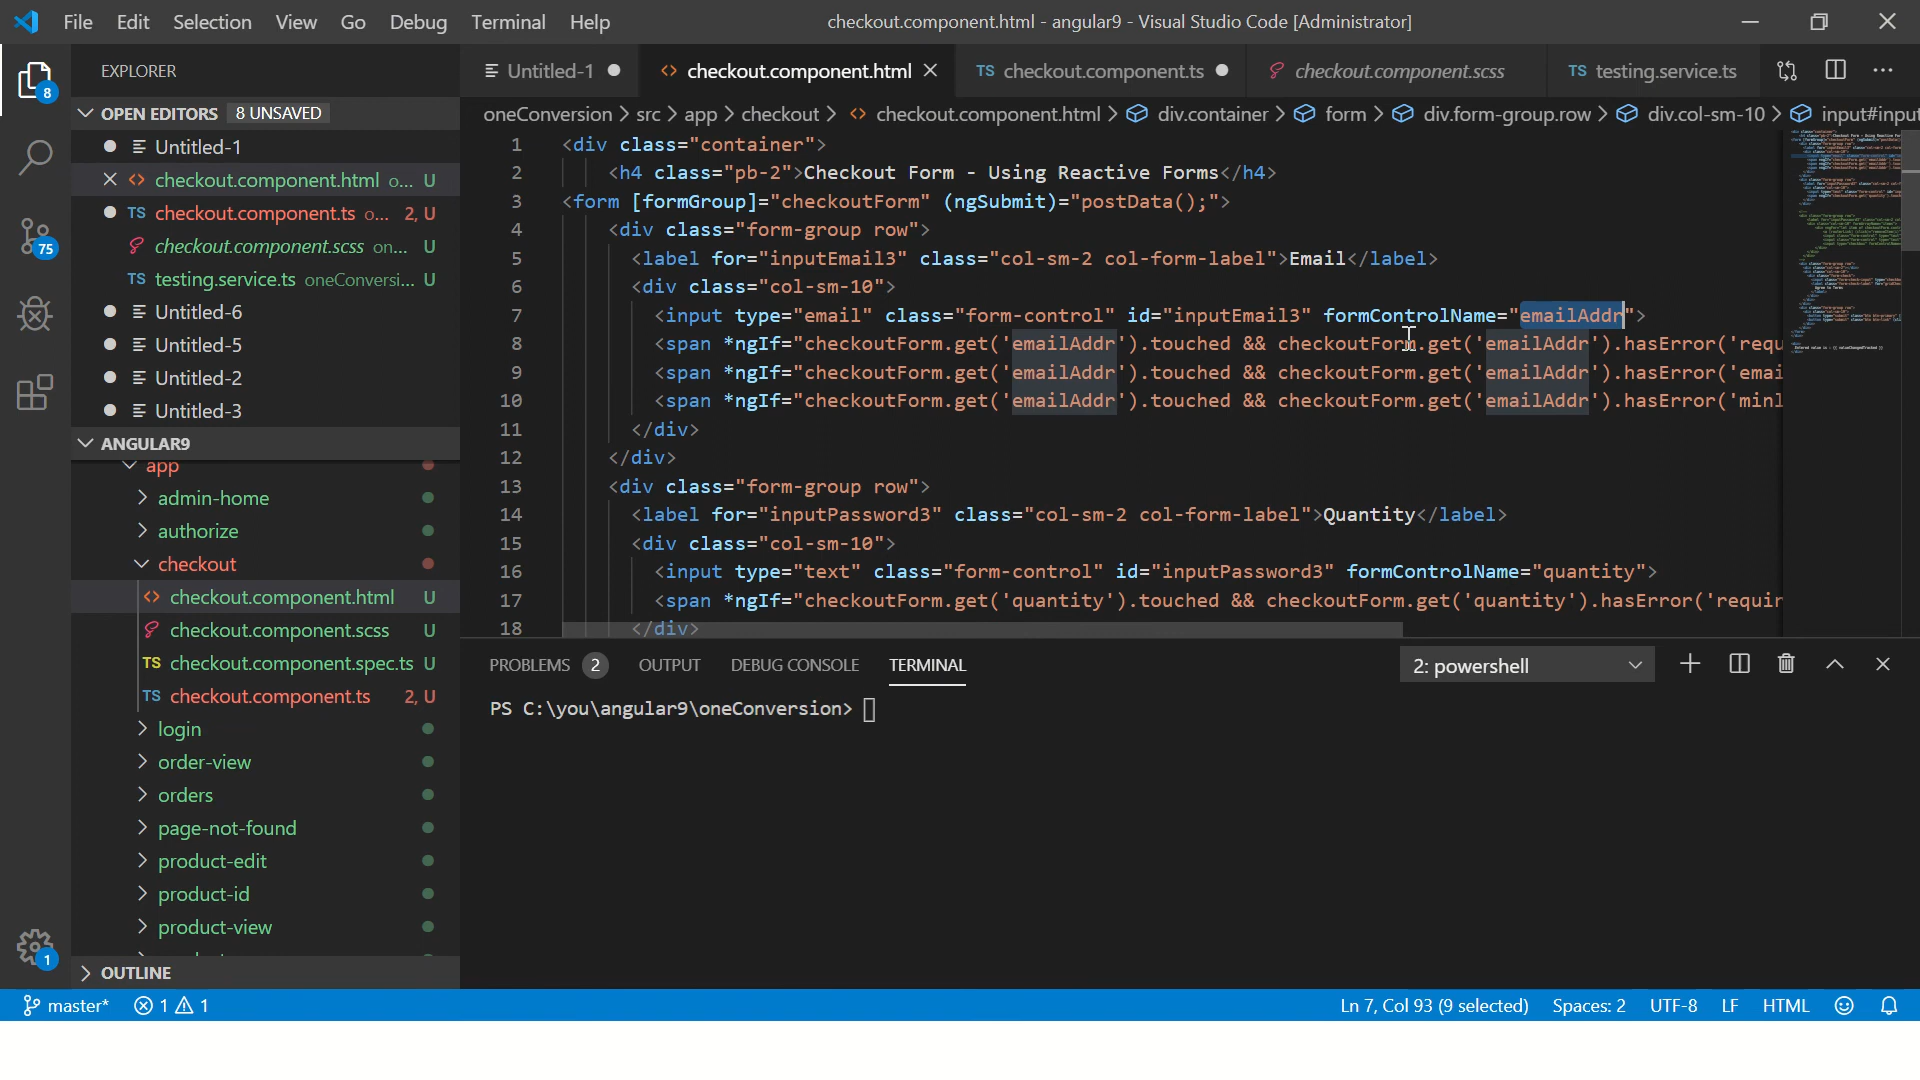 File Edit Selection View Go Debug Terminal Help
checkout.component.html - angular9 - Visual Studio Code [Administrator]
EXPLORER
8
OPEN EDITORS 8 UNSAVED
Untitled-1
checkout.component.html o... U
TS checkout.component.ts o... 2, U
checkout.component.scss on... U
TS testing.service.ts oneConversi... U
Untitled-6
Untitled-5
Untitled-2
Untitled-3
75
ANGULAR9
app
admin-home
authorize
checkout
checkout.component.html U
checkout.component.scss U
TS checkout.component.spec.ts U
TS checkout.component.ts 2, U
login
order-view
orders
page-not-found
product-edit
product-id
product-view
OUTLINE
1
Untitled-1
checkout.component.html
TS checkout.component.ts
checkout.component.scss
TS testing.service.ts
oneConversion > src > app > checkout > checkout.component.html > div.container > form > div.form-group.row > div.col-sm-10 > input#input
1 <div class="container">
2 <h4 class="pb-2">Checkout Form - Using Reactive Forms</h4>
3 <form [formGroup]="checkoutForm" (ngSubmit)="postData();">
4 <div class="form-group row">
5 <label for="inputEmail3" class="col-sm-2 col-form-label">Email</label>
6 <div class="col-sm-10">
7 <input type="email" class="form-control" id="inputEmail3" formControlName="emailAddr">
8 <span *ngIf="checkoutForm.get('emailAddr').touched && checkoutForm.get('emailAddr').hasError('requ
9 <span *ngIf="checkoutForm.get('emailAddr').touched && checkoutForm.get('emailAddr').hasError('emai
10 <span *ngIf="checkoutForm.get('emailAddr').touched && checkoutForm.get('emailAddr').hasError('minl
11 </div>
12 </div>
13 <div class="form-group row">
14 <label for="inputPassword3" class="col-sm-2 col-form-label">Quantity</label>
15 <div class="col-sm-10">
16 <input type="text" class="form-control" id="inputPassword3" formControlName="quantity">
17 <span *ngIf="checkoutForm.get('quantity').touched && checkoutForm.get('quantity').hasError('requir
18 </div>
PROBLEMS 2 OUTPUT DEBUG CONSOLE TERMINAL
2: powershell
PS C:\you\angular9\oneConversion>
master* 1 1
Ln 7, Col 93 (9 selected) Spaces: 2 UTF-8 LF HTML